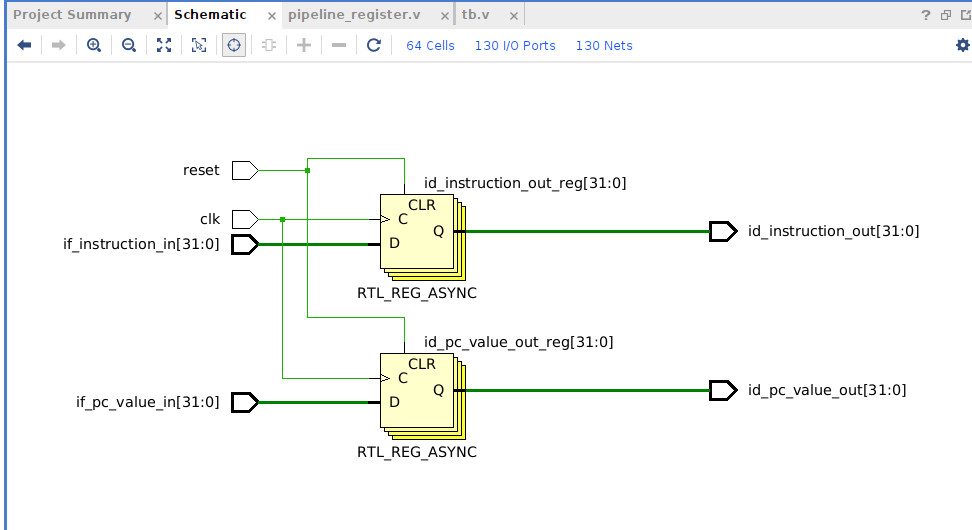 Project Summary × Schematic × pipeline_register.v × tb.v × ?
64 Cells 130 I/O Ports 130 Nets
reset
id_instruction_out_reg[31:0]
CLR
clk
C
if_instruction_in[31:0]
D
Q
id_instruction_out[31:0]
RTL_REG_ASYNC
id_pc_value_out_reg[31:0]
CLR
C
if_pc_value_in[31:0]
D
Q
id_pc_value_out[31:0]
RTL_REG_ASYNC